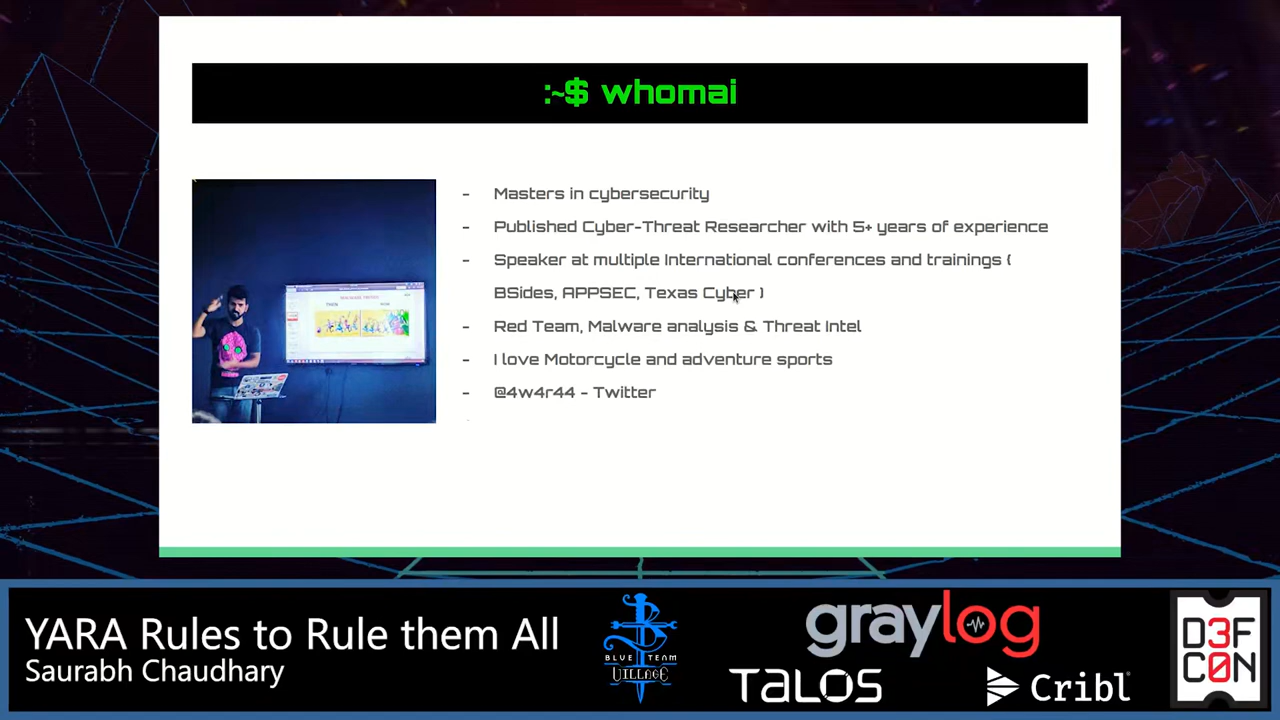 :~$ whomai
- Masters in cybersecurity
- Published Cyber-Threat Researcher with 5+ years of experience
- Speaker at multiple International conferences and trainings (
BSides, APPSEC, Texas Cyber )
- Red Team, Malware analysis & Threat Intel
- I love Motorcycle and adventure sports
- @4w4r44 - Twitter
YARA Rules to Rule them All
Saurabh Chaudhary
BLUE TEAM
VILLAGE
graylog
TALOS
Cribl
D3F
C0N